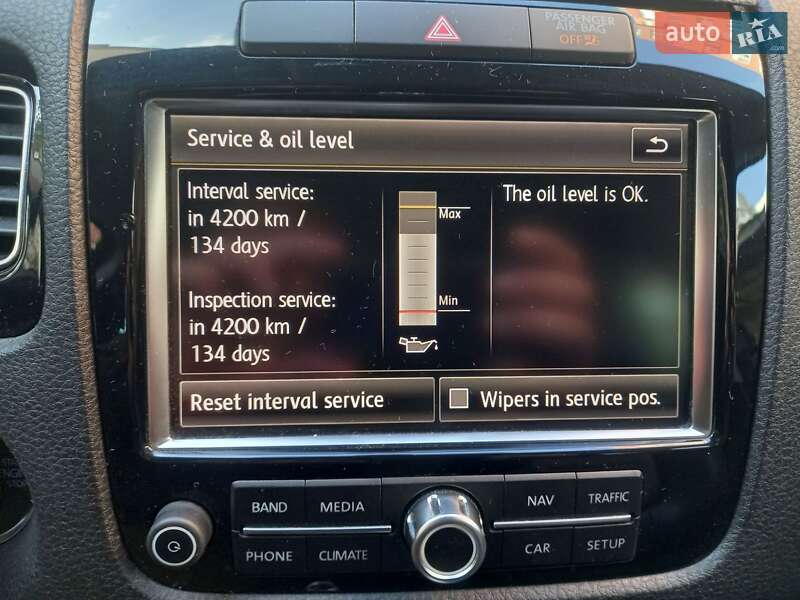 PASSENGER
AIR BAG
OFF
auto RIA
.com
Service & oil level
Interval service:
in 4200 km /
134 days
Inspection service:
in 4200 km /
134 days
Max
Min
The oil level is OK.
Reset interval service
Wipers in service pos.
BAND
MEDIA
NAV
TRAFFIC
PHONE
CLIMATE
CAR
SETUP